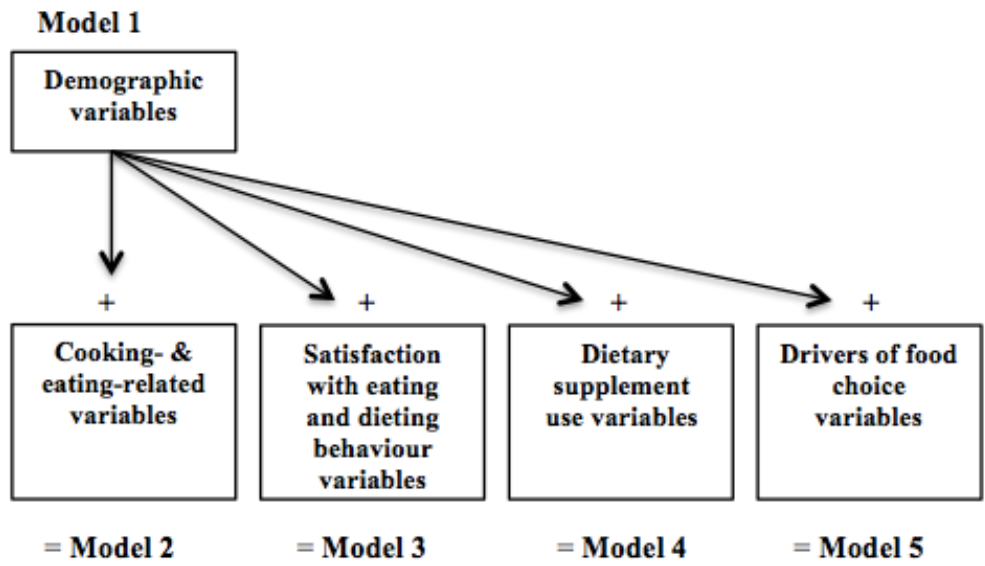 Model 1
Demographic
variables
+
+
+
+
Cooking- &
eating-related
variables
Satisfaction
with eating
and dieting
behaviour
variables
Dietary
supplement
use variables
Drivers of food
choice
variables
= Model 2
= Model 3
= Model 4
= Model 5